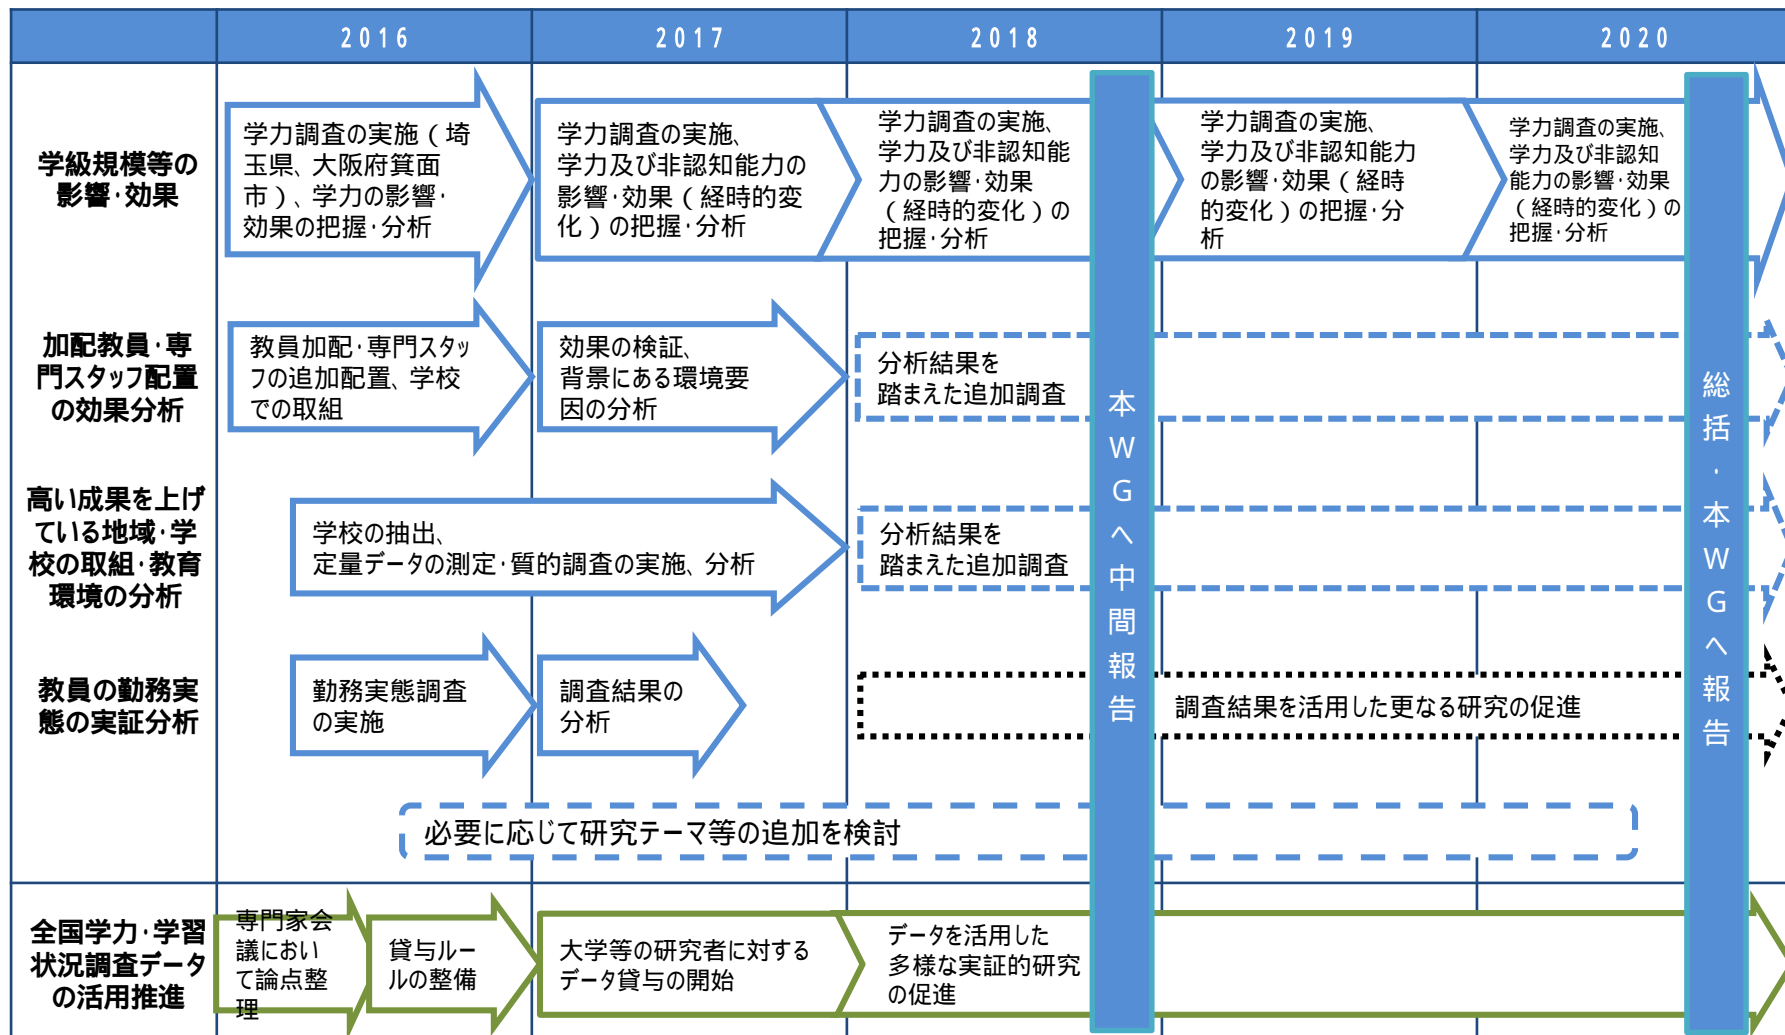 2016
2017
2018
2019
2020
学級規模等の
影響・効果
学力調査の実施（埼
玉県、大阪府箕面
市）、学力の影響・
効果の把握・分析
学力調査の実施、
学力及び非認知能力の
影響・効果（経時的変
化）の把握・分析
学力調査の実施、
学力及び非認知能
力の影響・効果
（経時的変化）の
把握・分析
学力調査の実施、
学力及び非認知能力
の影響・効果（経時
的変化）の把握・分
析
学力調査の実施、
学力及び非認知
能力の影響・効果
（経時的変化）の
把握・分析
加配教員・専
門スタッフ配置
の効果分析
教員加配・専門スタッ
フの追加配置、学校
での取組
効果の検証、
背景にある環境要
因の分析
分析結果を
踏まえた追加調査
高い成果を上げ
ている地域・学
校の取組・教育
環境の分析
学校の抽出、
定量データの測定・質的調査の実施、分析
分析結果を
踏まえた追加調査
教員の勤務実
態の実証分析
勤務実態調査
の実施
調査結果の
分析
調査結果を活用した更なる研究の促進
必要に応じて研究テーマ等の追加を検討
本WGへ中間報告
総括・本WGへ報告
全国学力・学習
状況調査データ
の活用推進
専門家会
議におい
て論点整
理
貸与ルー
ルの整備
大学等の研究者に対する
データ貸与の開始
データを活用した
多様な実証的研究
の促進